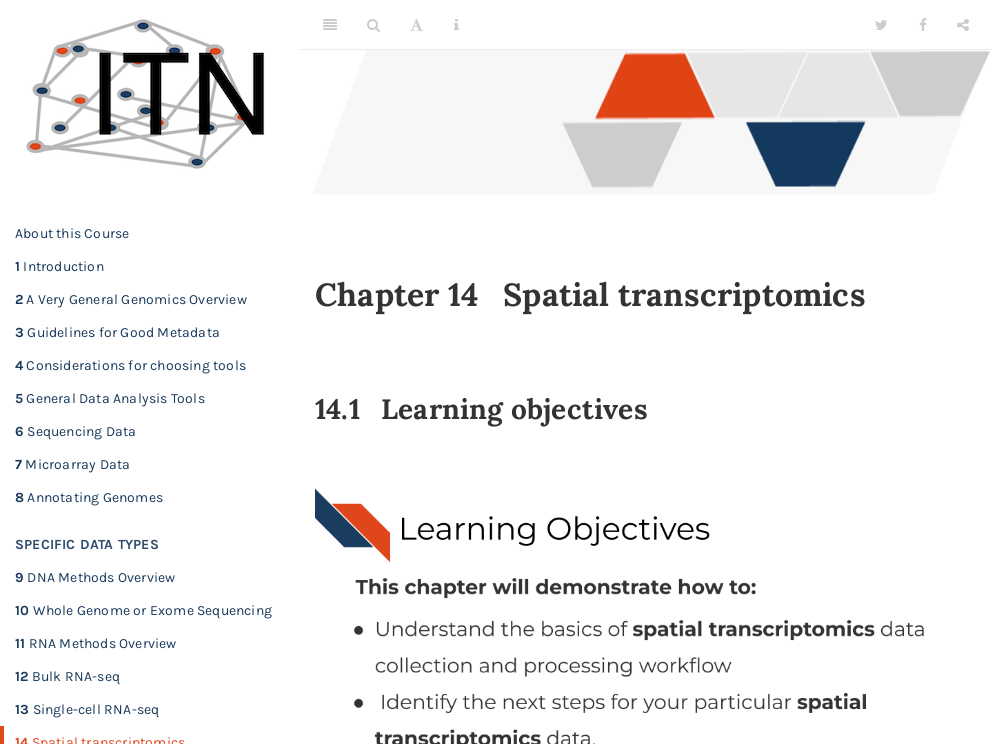 ITN
About this Course
1 Introduction
2 A Very General Genomics Overview
3 Guidelines for Good Metadata
4 Considerations for choosing tools
5 General Data Analysis Tools
6 Sequencing Data
7 Microarray Data
8 Annotating Genomes
SPECIFIC DATA TYPES
9 DNA Methods Overview
10 Whole Genome or Exome Sequencing
11 RNA Methods Overview
12 Bulk RNA-seq
13 Single-cell RNA-seq
14 Spatial transcriptomics
Chapter 14 Spatial transcriptomics
14.1 Learning objectives
Learning Objectives
This chapter will demonstrate how to:
● Understand the basics of spatial transcriptomics data
collection and processing workflow
● Identify the next steps for your particular spatial
transcriptomics data.